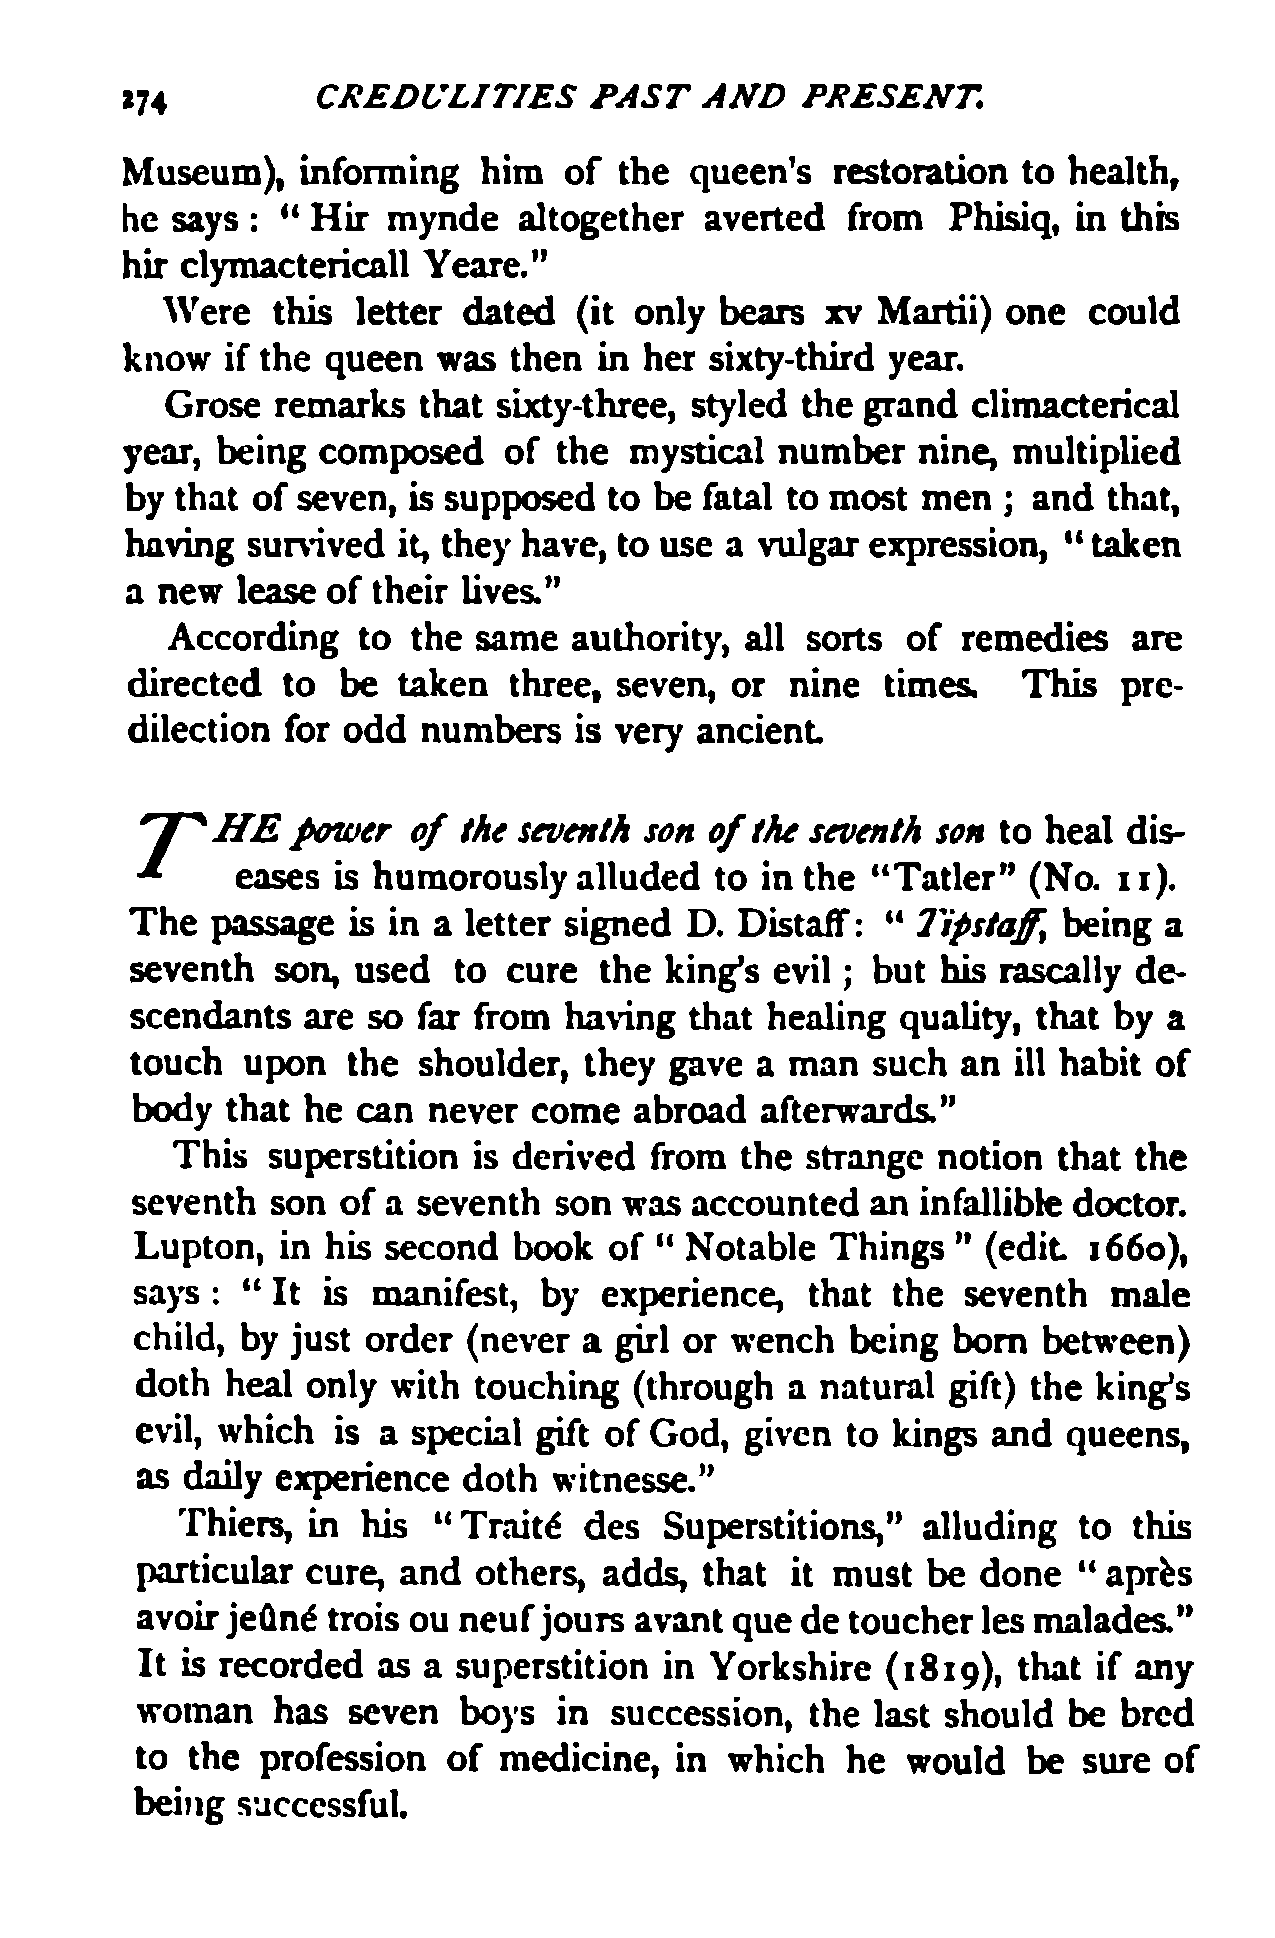 274 CREDULITIES PAST AND PRESENT.
Museum), informing him of the queen's restoration to health,
he says : “ Hir mynde altogether averted from Phisiq, in this
hir clymactericall Yeare.”
Were this letter dated (it only bears xv Martii) one could
know if the queen was then in her sixty-third year.
Grose remarks that sixty-three, styled the grand climacterical
year, being composed of the mystical number nine, multiplied
by that of seven, is supposed to be fatal to most men ; and that,
having survived it, they have, to use a vulgar expression, “ taken
a new lease of their lives.”
According to the same authority, all sorts of remedies are
directed to be taken three, seven, or nine times. This pre-
dilection for odd numbers is very ancient.
THE power of the seventh son of the seventh son to heal dis-
eases is humorously alluded to in the “Tatler” (No. 11).
The passage is in a letter signed D. Distaff: “ Tipstaff, being a
seventh son, used to cure the king's evil ; but his rascally de-
scendants are so far from having that healing quality, that by a
touch upon the shoulder, they gave a man such an ill habit of
body that he can never come abroad afterwards.”
This superstition is derived from the strange notion that the
seventh son of a seventh son was accounted an infallible doctor.
Lupton, in his second book of “ Notable Things ” (edit. 1660),
says : “ It is manifest, by experience, that the seventh male
child, by just order (never a girl or wench being born between)
doth heal only with touching (through a natural gift) the king's
evil, which is a special gift of God, given to kings and queens,
as daily experience doth witnesse.”
Thiers, in his “ Traité des Superstitions,” alluding to this
particular cure, and others, adds, that it must be done “ après
avoir jeûné trois ou neuf jours avant que de toucher les malades.”
It is recorded as a superstition in Yorkshire (1819), that if any
woman has seven boys in succession, the last should be bred
to the profession of medicine, in which he would be sure of
being successful.